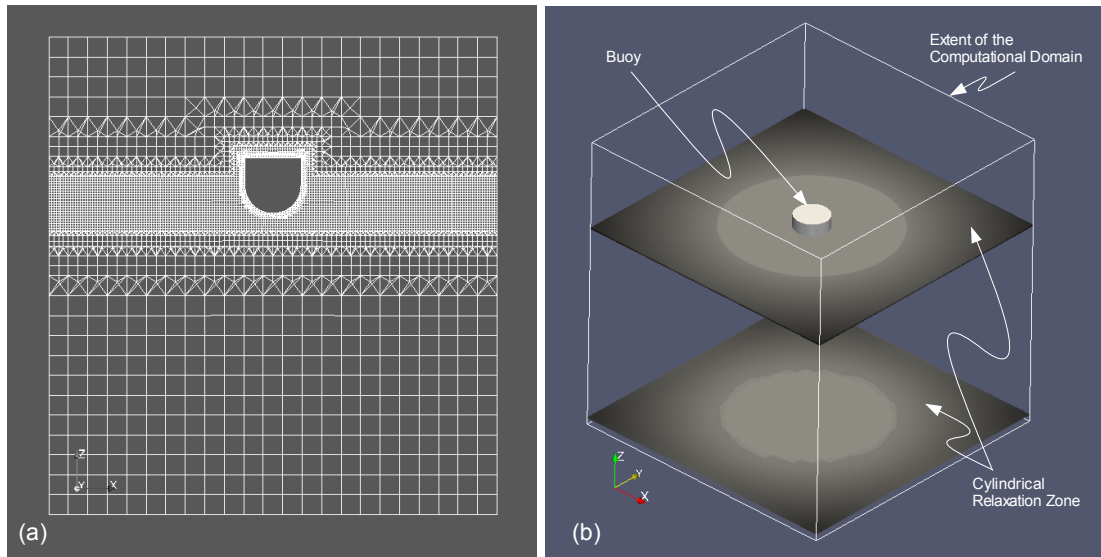 Z
Y
X
(a)
Buoy
Extent of the
Computational Domain
Z
Y
X
Cylindrical
Relaxation Zone
(b)